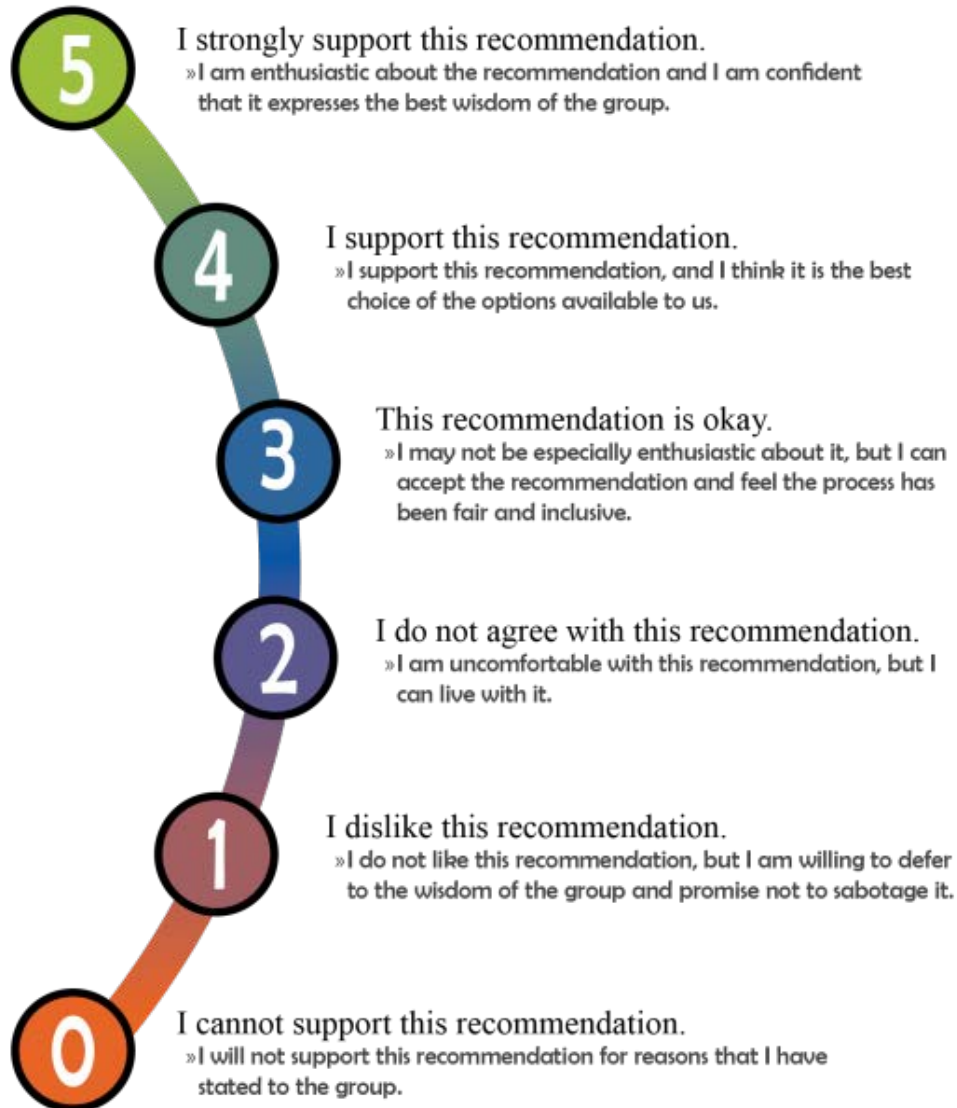 5
I strongly support this recommendation.
»I am enthusiastic about the recommendation and I am confident
that it expresses the best wisdom of the group.
4
I support this recommendation.
»I support this recommendation, and I think it is the best
choice of the options available to us.
3
This recommendation is okay.
»I may not be especially enthusiastic about it, but I can
accept the recommendation and feel the process has
been fair and inclusive.
2
I do not agree with this recommendation.
»I am uncomfortable with this recommendation, but I
can live with it.
1
I dislike this recommendation.
»I do not like this recommendation, but I am willing to defer
to the wisdom of the group and promise not to sabotage it.
0
I cannot support this recommendation.
»I will not support this recommendation for reasons that I have
stated to the group.